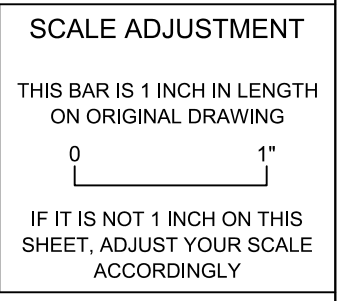 SCALE ADJUSTMENT
THIS BAR IS 1 INCH IN LENGTH
ON ORIGINAL DRAWING
0 1"
IF IT IS NOT 1 INCH ON THIS
SHEET, ADJUST YOUR SCALE
ACCORDINGLY